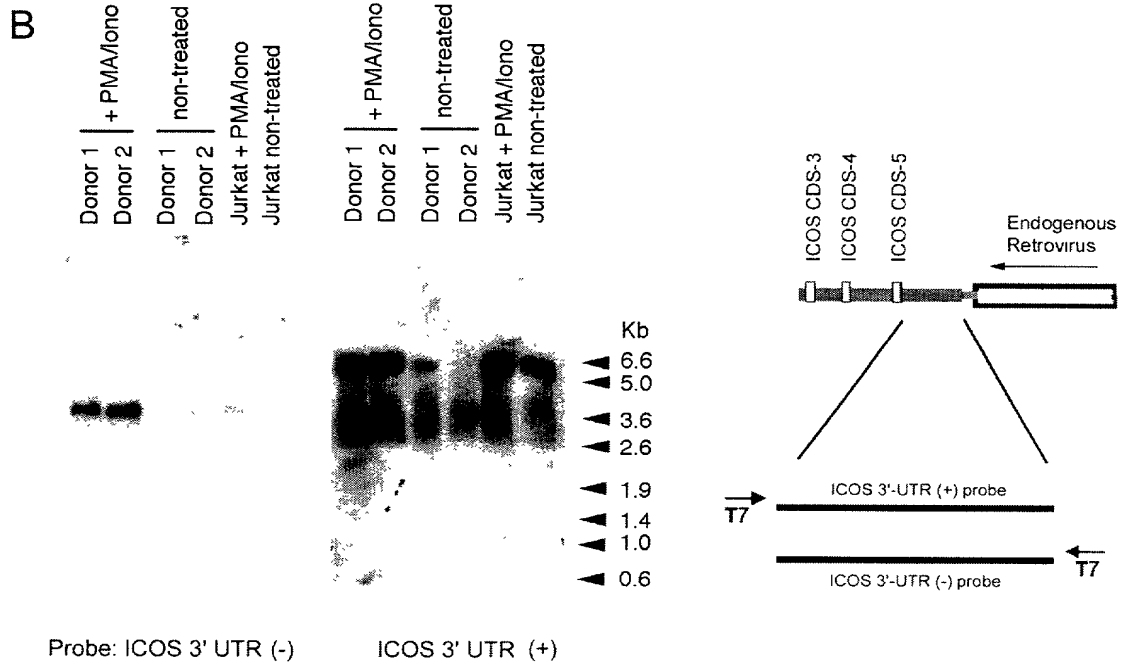 B
+ PMA/Iono
non-treated
Donor 1
Donor 2
Donor 1
Donor 2
Jurkat + PMA/Iono
Jurkat non-treated
+ PMA/Iono
non-treated
Donor 1
Donor 2
Donor 1
Donor 2
Jurkat + PMA/Iono
Jurkat non-treated
Kb
6.6
5.0
3.6
2.6
1.9
1.4
1.0
0.6
Probe: ICOS 3' UTR (-)
ICOS 3' UTR (+)
ICOS CDS-3
ICOS CDS-4
ICOS CDS-5
Endogenous
Retrovirus
ICOS 3'-UTR (+) probe
T7
T7
ICOS 3'-UTR (-) probe